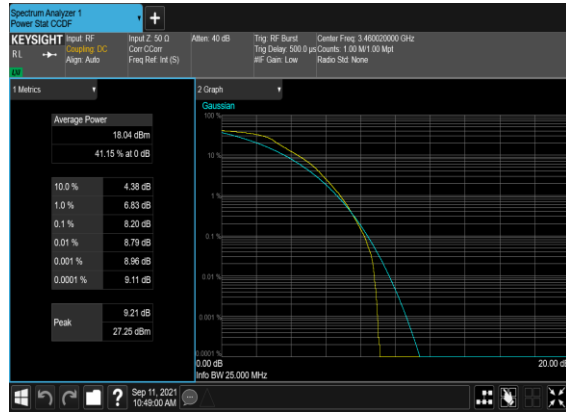 Spectrum Analyzer 1
Power Stat CCDF
+
KEYSIGHT
RL
Input: RF
Coupling: DC
Align: Auto
Input Z: 50 Ω
Corr CCorr
Freq Ref: Int (S)
Atten: 40 dB
Trig: RF Burst
Trig Delay: 500.0 µs
#IF Gain: Low
Center Freq: 3.460020000 GHz
Counts: 1.00 M/1.00 Mpt
Radio Std: None
1 Metrics
Average Power
18.04 dBm
41.15 % at 0 dB
10.0 % 4.38 dB
1.0 % 6.83 dB
0.1 % 8.20 dB
0.01 % 8.79 dB
0.001 % 8.96 dB
0.0001 % 9.11 dB
Peak
9.21 dB
27.25 dBm
2 Graph
Gaussian
100 %
10 %
1 %
0.1 %
0.01 %
0.001 %
0.0001 %
0.00 dB
20.00 dB
Info BW 25.000 MHz
?
Sep 11, 2021
10:49:00 AM